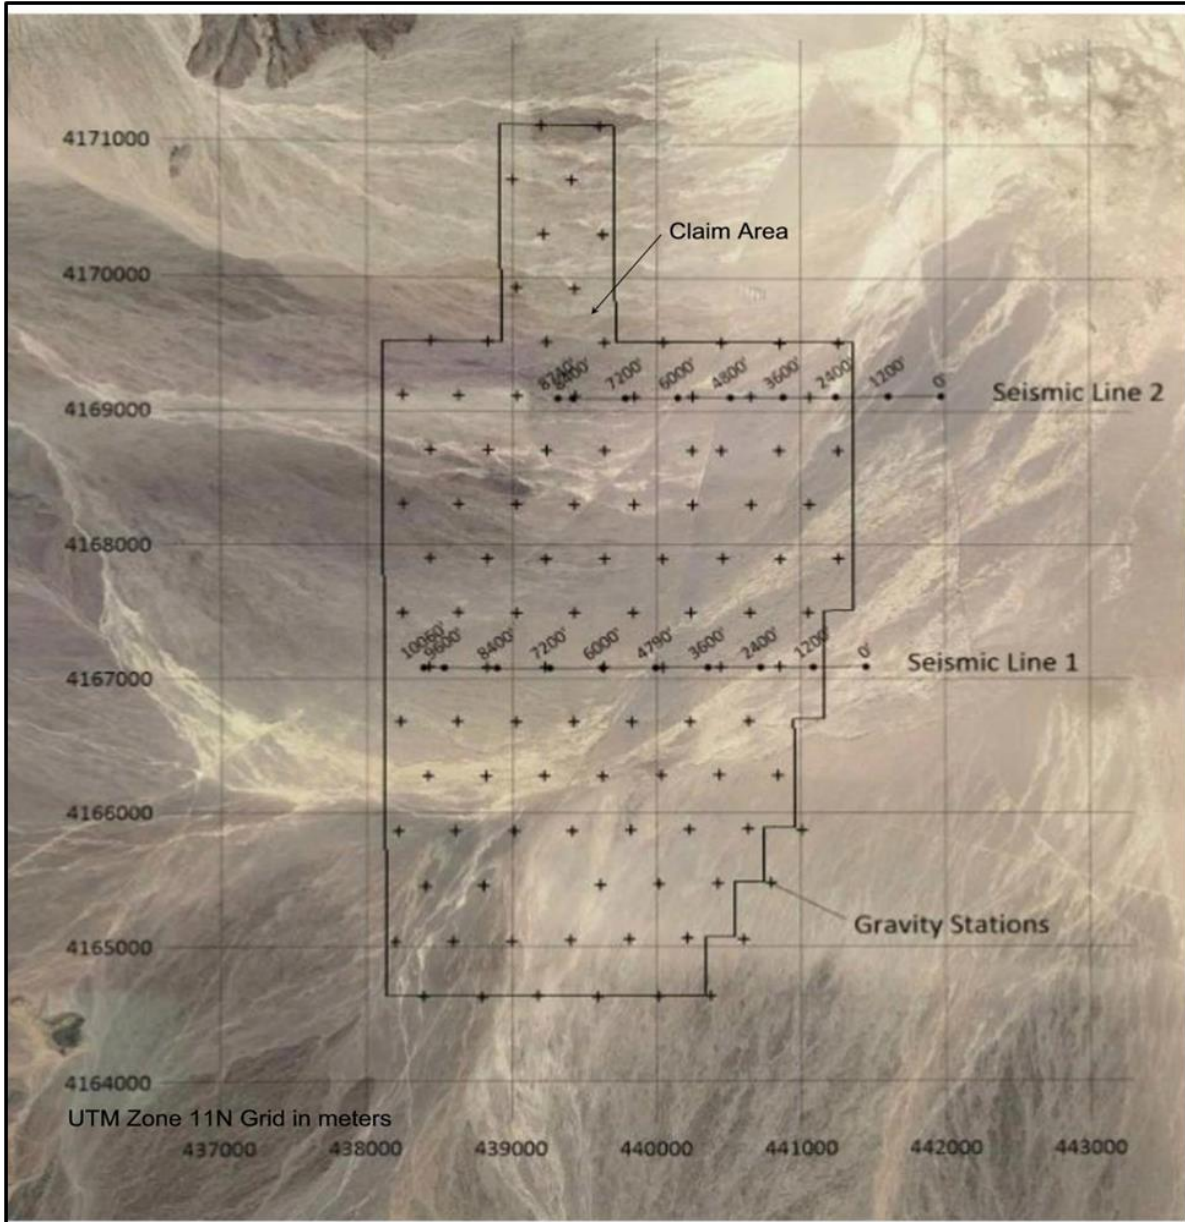 4171000
Claim Area
4170000
8740' 8400' 7200' 6000' 4800' 3600' 2400' 1200' 0'
Seismic Line 2
4169000
4168000
10060' 9600' 8400' 7200' 6000' 4790' 3600' 2400' 1200' 0'
Seismic Line 1
4167000
4166000
Gravity Stations
4165000
4164000
UTM Zone 11N Grid in meters
437000 438000 439000 440000 441000 442000 443000